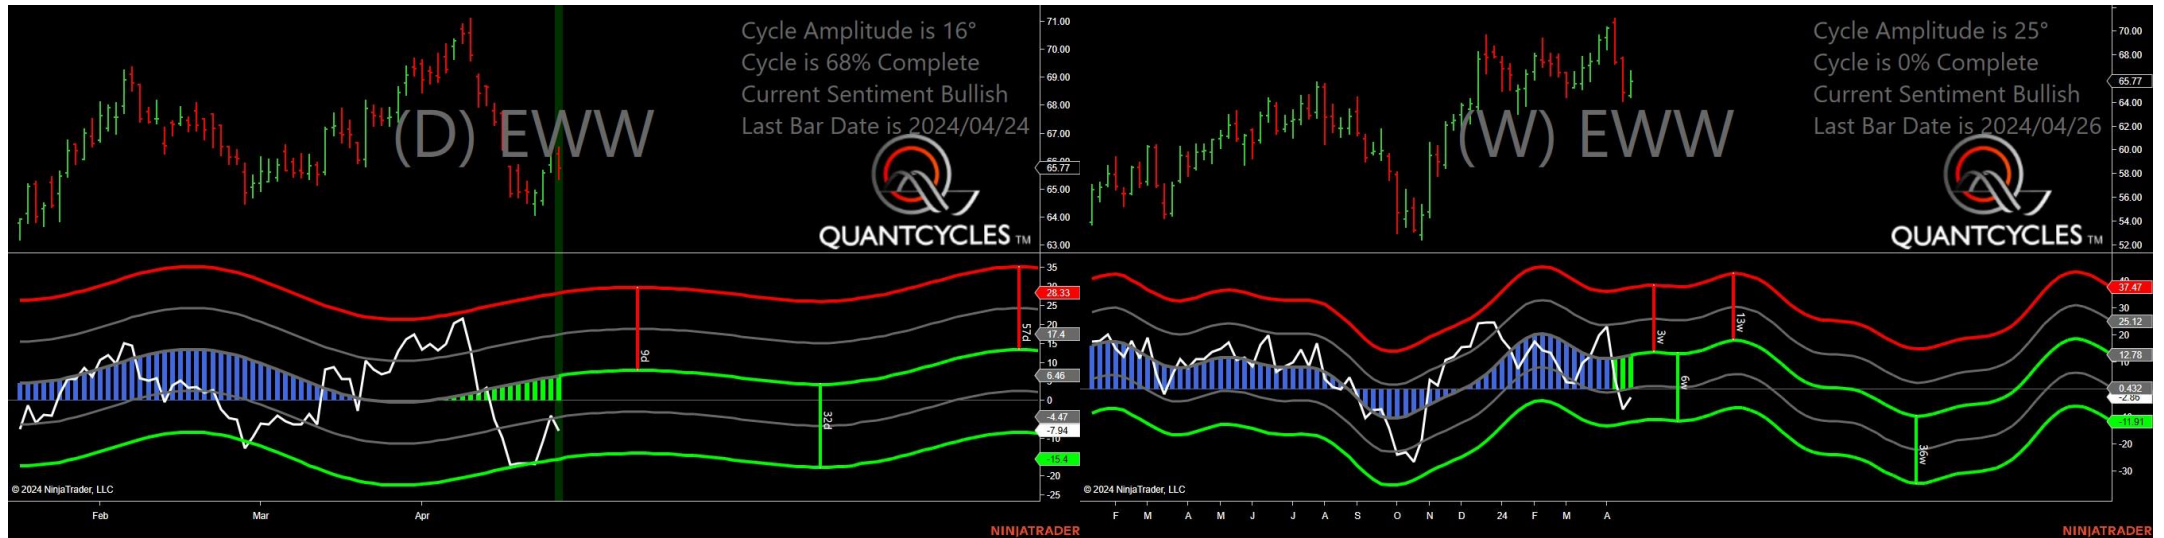 Cycle Amplitude is 16°
Cycle is 68% Complete
Current Sentiment Bullish
Last Bar Date is 2024/04/24
(D) EWW
QUANTCYCLES TM
71.00
70.00
69.00
68.00
67.00
66.00
65.77
65.00
64.00
63.00
35
28.33
25
20
17.4
15
10
6.46
5
0
-4.47
-7.94
-10
-15.4
-20
-25
9d
32d
57d
© 2024 NinjaTrader, LLC
Feb
Mar
Apr
NINJATRADER
Cycle Amplitude is 25°
Cycle is 0% Complete
Current Sentiment Bullish
Last Bar Date is 2024/04/26
(W) EWW
QUANTCYCLES TM
70.00
68.00
65.77
64.00
62.00
60.00
58.00
56.00
54.00
52.00
40
37.47
30
25.12
20
12.78
0.432
-2.86
-11.91
-20
-30
3w
6w
13w
36w
© 2024 NinjaTrader, LLC
F M A M J J A S O N D 24 F M A
NINJATRADER